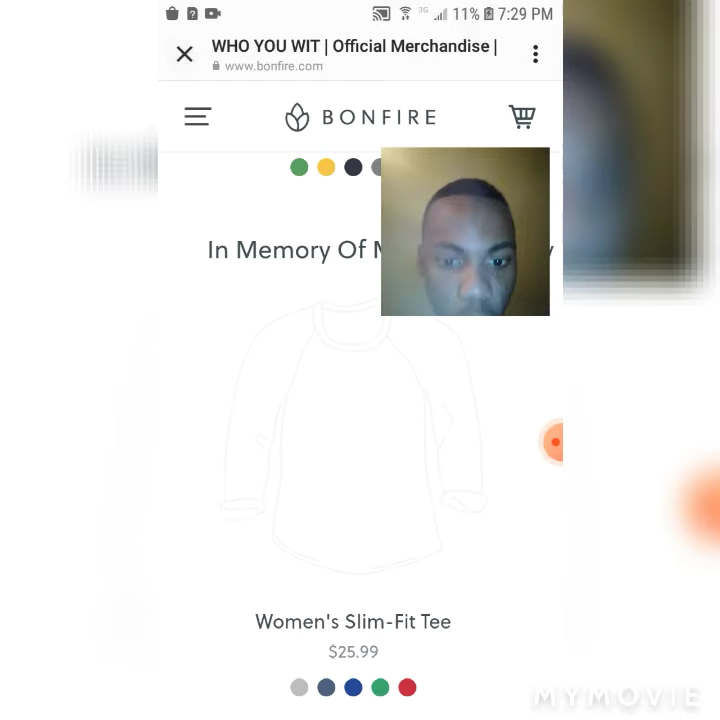 3G 11% 7:29 PM
WHO YOU WIT | Official Merchandise |
www.bonfire.com
BONFIRE
In Memory Of
Women's Slim-Fit Tee
$25.99
MYMOVIE